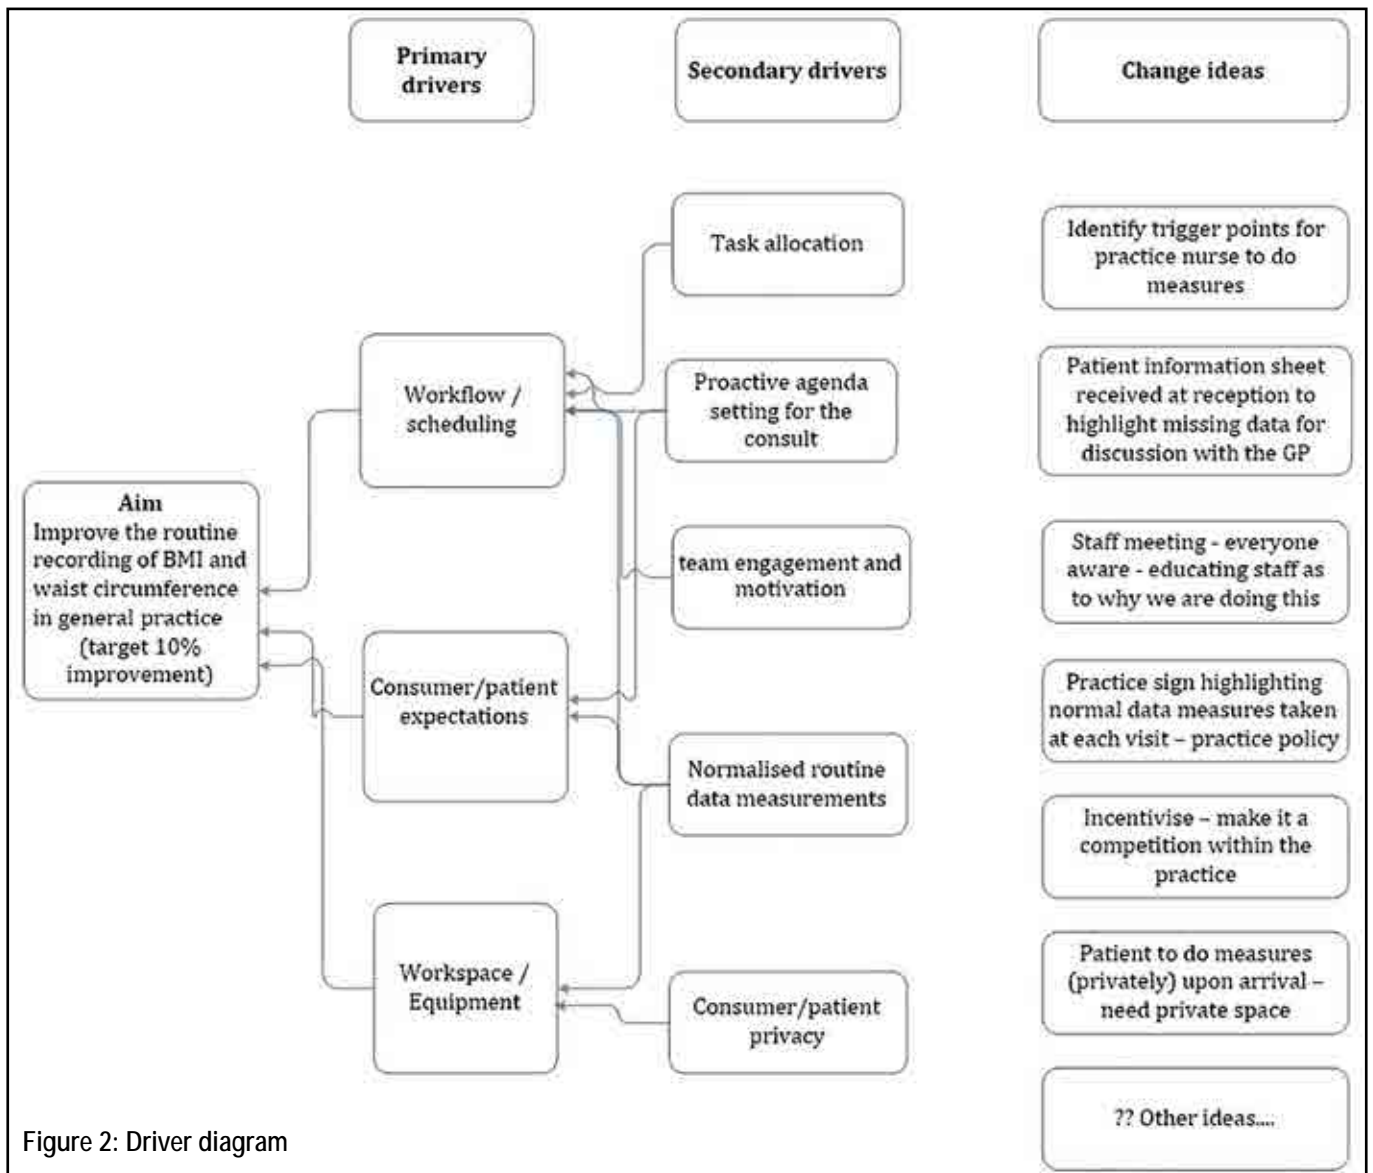 Primary
drivers
Secondary drivers
Change ideas
Task allocation
Identify trigger points for
practice nurse to do
measures
Workflow /
scheduling
Proactive agenda
setting for the
consult
Patient information sheet
received at reception to
highlight missing data for
discussion with the GP
Aim
Improve the routine
recording of BMI and
waist circumference
in general practice
(target 10%
improvement)
team engagement and
motivation
Staff meeting - everyone
aware - educating staff as
to why we are doing this
Consumer/patient
expectations
Practice sign highlighting
normal data measures taken
at each visit – practice policy
Normalised routine
data measurements
Incentivise – make it a
competition within the
practice
Workspace /
Equipment
Consumer/patient
privacy
Patient to do measures
(privately) upon arrival –
need private space
?? Other ideas....
Figure 2: Driver diagram